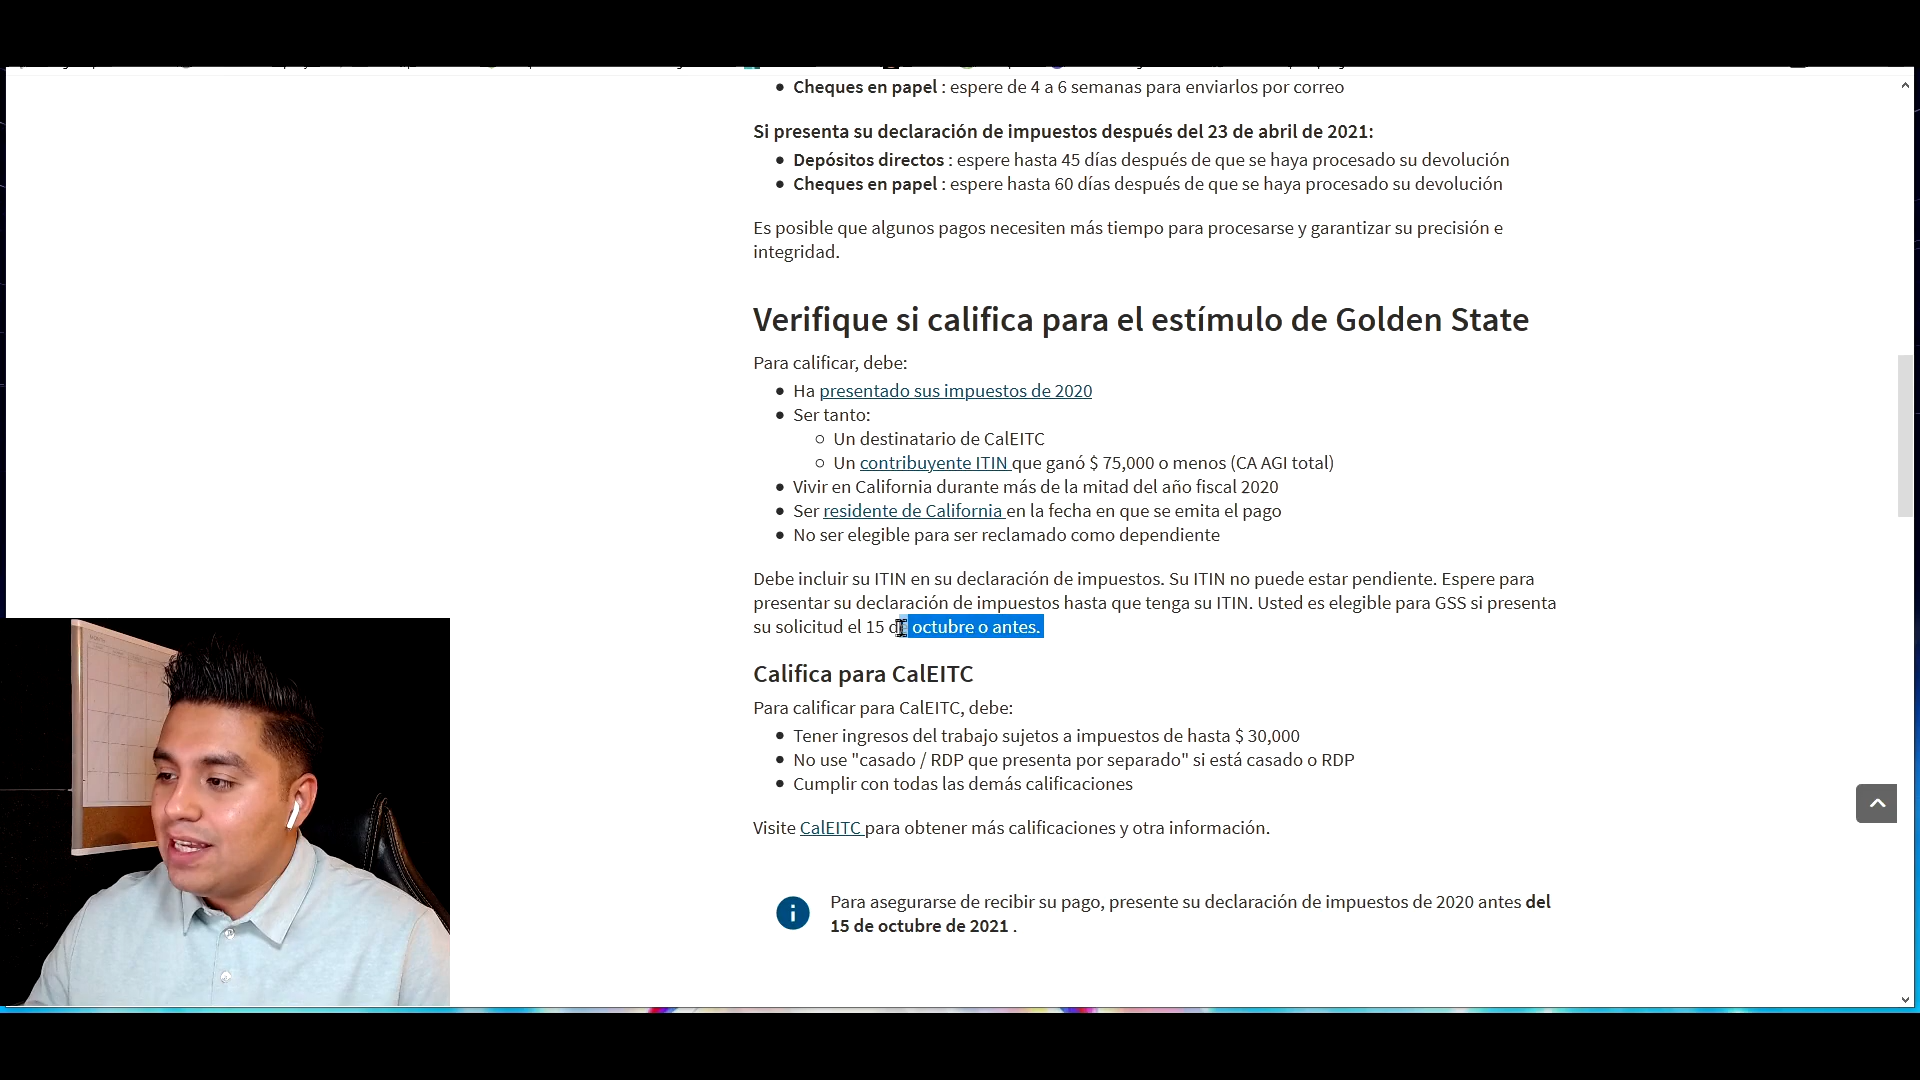 Cheques en papel : espere de 4 a 6 semanas para enviarlos por correo
Si presenta su declaración de impuestos después del 23 de abril de 2021:
Depósitos directos : espere hasta 45 días después de que se haya procesado su devolución
Cheques en papel : espere hasta 60 días después de que se haya procesado su devolución
Es posible que algunos pagos necesiten más tiempo para procesarse y garantizar su precisión e
integridad.
Verifique si califica para el estímulo de Golden State
Para calificar, debe:
Ha presentado sus impuestos de 2020
Ser tanto:
Un destinatario de CalEITC
Un contribuyente ITIN que ganó $ 75,000 o menos (CA AGI total)
Vivir en California durante más de la mitad del año fiscal 2020
Ser residente de California en la fecha en que se emita el pago
No ser elegible para ser reclamado como dependiente
Debe incluir su ITIN en su declaración de impuestos. Su ITIN no puede estar pendiente. Espere para
presentar su declaración de impuestos hasta que tenga su ITIN. Usted es elegible para GSS si presenta
su solicitud el 15 de octubre o antes.
Califica para CalEITC
Para calificar para CalEITC, debe:
Tener ingresos del trabajo sujetos a impuestos de hasta $ 30,000
No use "casado / RDP que presenta por separado" si está casado o RDP
Cumplir con todas las demás calificaciones
Visite CalEITC para obtener más calificaciones y otra información.
Para asegurarse de recibir su pago, presente su declaración de impuestos de 2020 antes del
15 de octubre de 2021 .